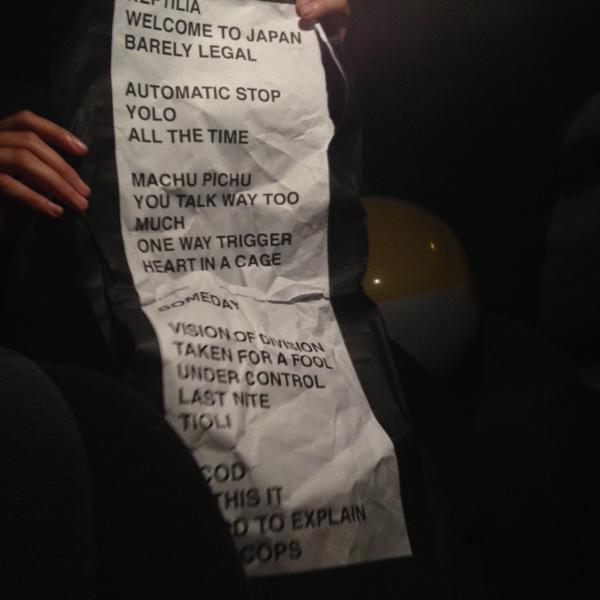 REPTILIA
WELCOME TO JAPAN
BARELY LEGAL
AUTOMATIC STOP
YOLO
ALL THE TIME
MACHU PICHU
YOU TALK WAY TOO
MUCH
ONE WAY TRIGGER
HEART IN A CAGE
SOMEDAY
VISION OF DIVISION
TAKEN FOR A FOOL
UNDER CONTROL
LAST NITE
TIOLI
COD
THIS IT
D TO EXPLAIN
COPS